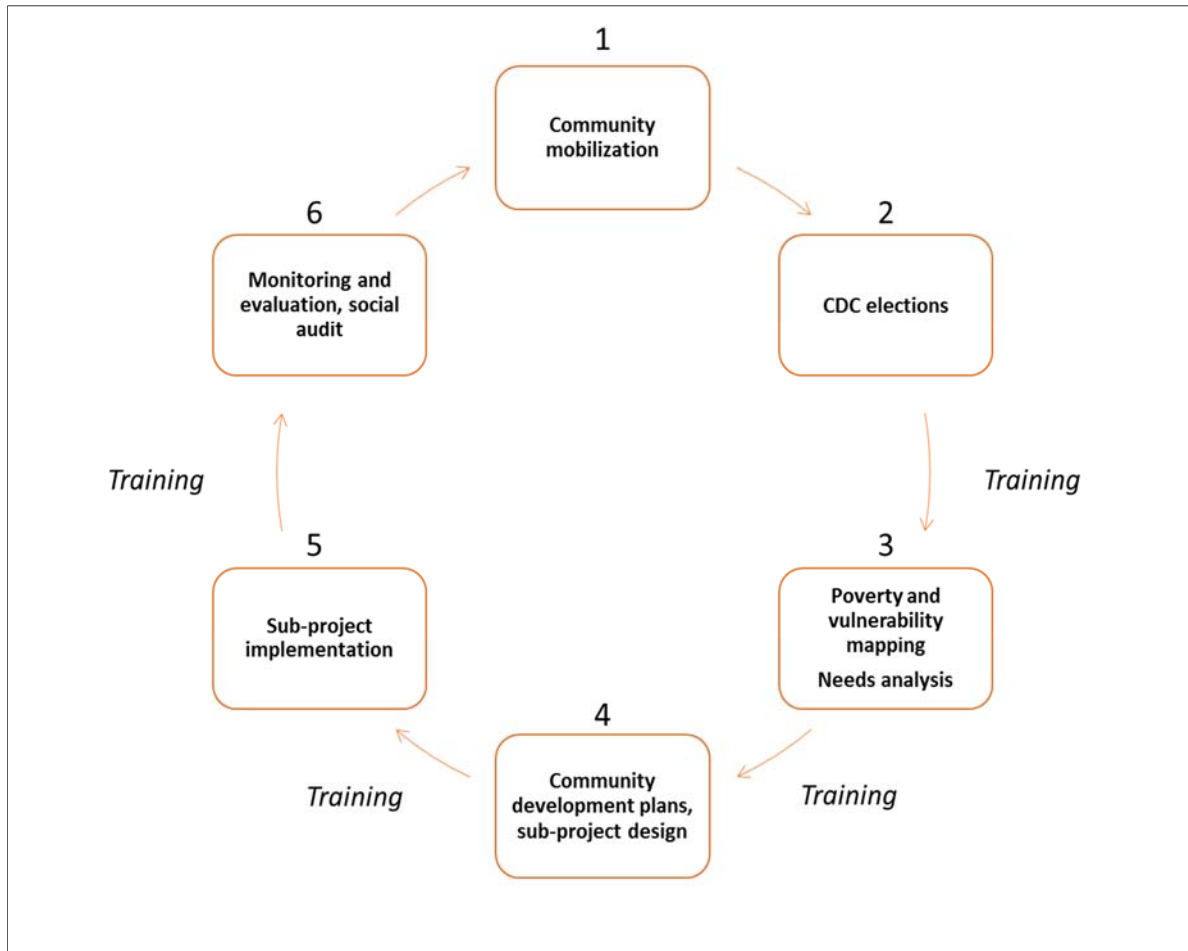 1
Community
mobilization
2
CDC elections
Training
3
Poverty and
vulnerability
mapping
Needs analysis
Training
4
Community
development plans,
sub-project design
Training
5
Sub-project
implementation
Training
6
Monitoring and
evaluation, social
audit